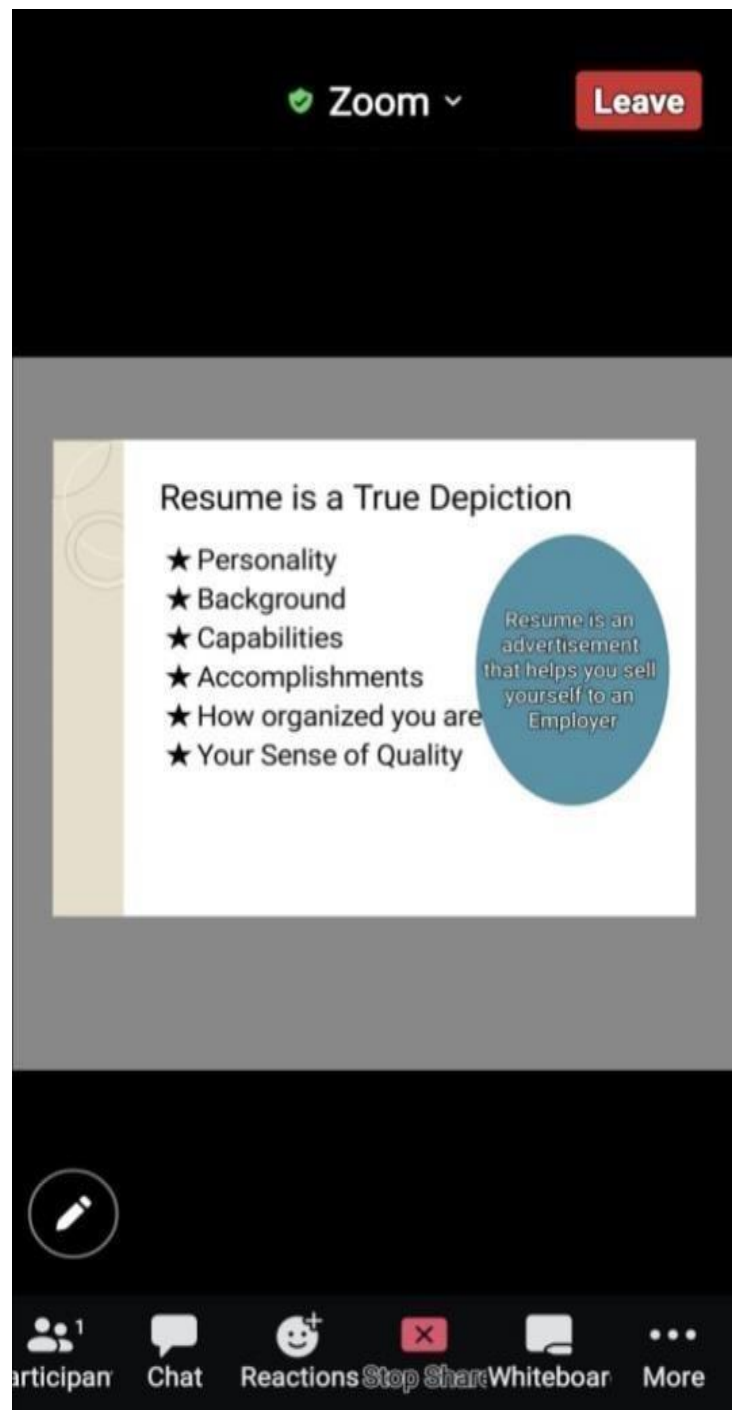 Zoom
Leave
Resume is a True Depiction
★ Personality
★ Background
★ Capabilities
★ Accomplishments
★ How organized you are
★ Your Sense of Quality
Resume is an
advertisement
that helps you sell
yourself to an
Employer
1
articipan
Chat
Reactions
Stop Share
Whiteboar
More